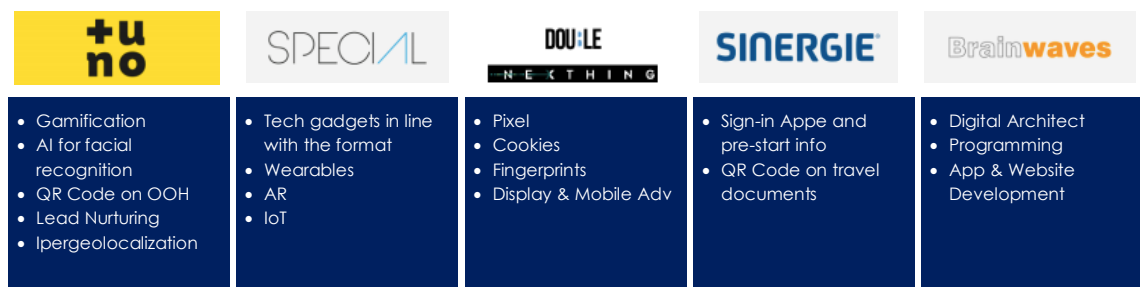 +u
no
SPECIAL
DOU:LE
NEXTHING
SINERGIE
Brainwaves
• Gamification
• AI for facial
recognition
• QR Code on OOH
• Lead Nurturing
• Ipergeolocalization
• Tech gadgets in line
with the format
• Wearables
• AR
• IoT
• Pixel
• Cookies
• Fingerprints
• Display & Mobile Adv
• Sign-in Appe and
pre-start info
• QR Code on travel
documents
• Digital Architect
• Programming
• App & Website
Development